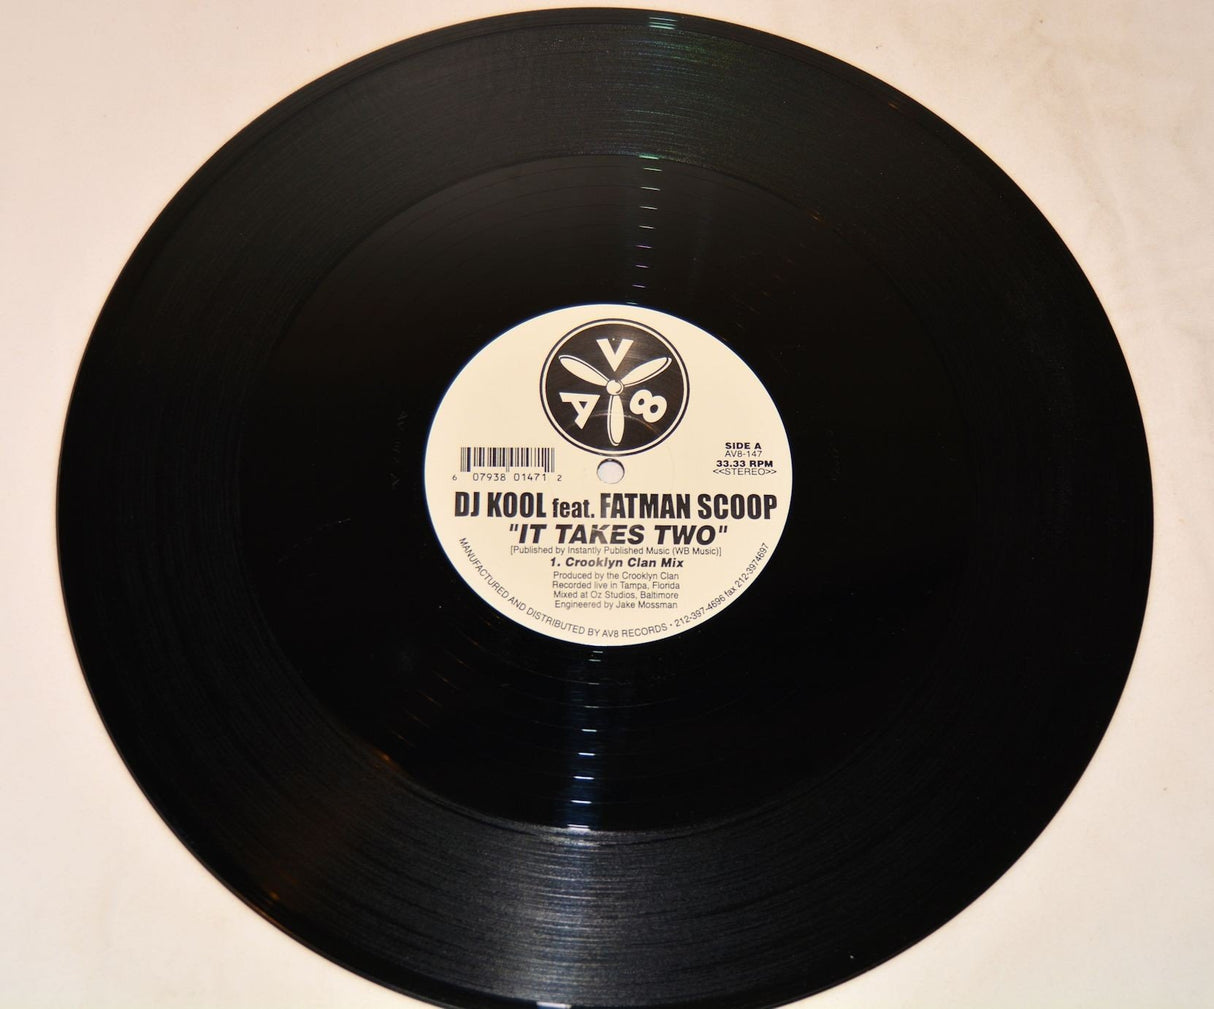 V
A 8
SIDE A
AV8-147
33.33 RPM
<<STEREO>>
6 07938 01471 2
DJ KOOL feat. FATMAN SCOOP
"IT TAKES TWO"
[Published by Instantly Published Music (WB Music)]
1. Crooklyn Clan Mix
Produced by the Crooklyn Clan
Recorded live in Tampa, Florida
Mixed at Oz Studios, Baltimore
Engineered by Jake Mossman
MANUFACTURED AND DISTRIBUTED BY AV8 RECORDS • 212-397-4696 fax 212-3974697